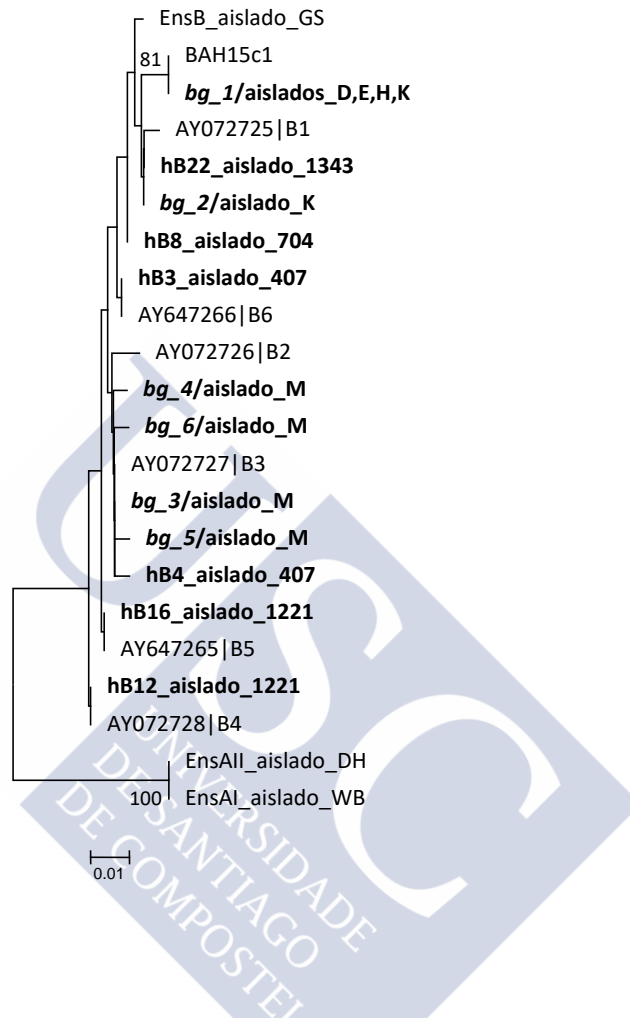 EnsB_aislado_GS
81
BAH15c1
bg_1/aislados_D,E,H,K
AY072725|B1
hB22_aislado_1343
bg_2/aislado_K
hB8_aislado_704
hB3_aislado_407
AY647266|B6
AY072726|B2
bg_4/aislado_M
bg_6/aislado_M
AY072727|B3
bg_3/aislado_M
bg_5/aislado_M
hB4_aislado_407
hB16_aislado_1221
AY647265|B5
hB12_aislado_1221
AY072728|B4
EnsAII_aislado_DH
100
EnsAI_aislado_WB
0.01
USC
UNIVERSIDADE
DE SANTIAGO
DE COMPOSTEL